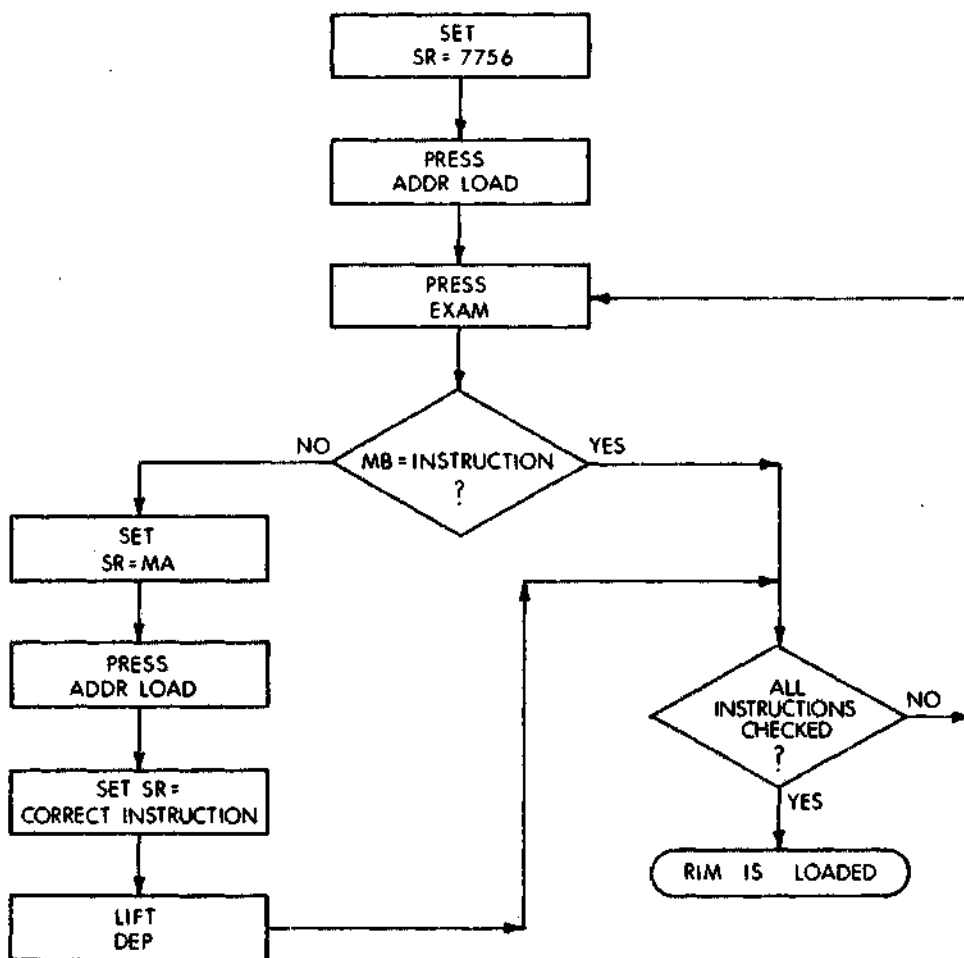 SET
SR = 7756
PRESS
ADDR LOAD
PRESS
EXAM
NO
YES
MB = INSTRUCTION
?
SET
SR = MA
PRESS
ADDR LOAD
SET SR =
CORRECT INSTRUCTION
LIFT
DEP
ALL
INSTRUCTIONS
CHECKED
?
NO
YES
RIM IS LOADED